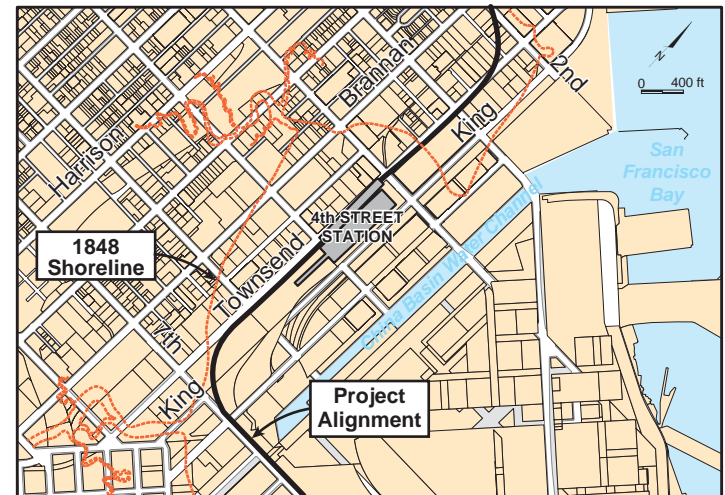 N
0 400 ft
2nd
Brannan
King
Harrison
San
Francisco
Bay
4th STREET
STATION
1848
Shoreline
Townsend
China Basin Water Channel
7th
King
Project
Alignment